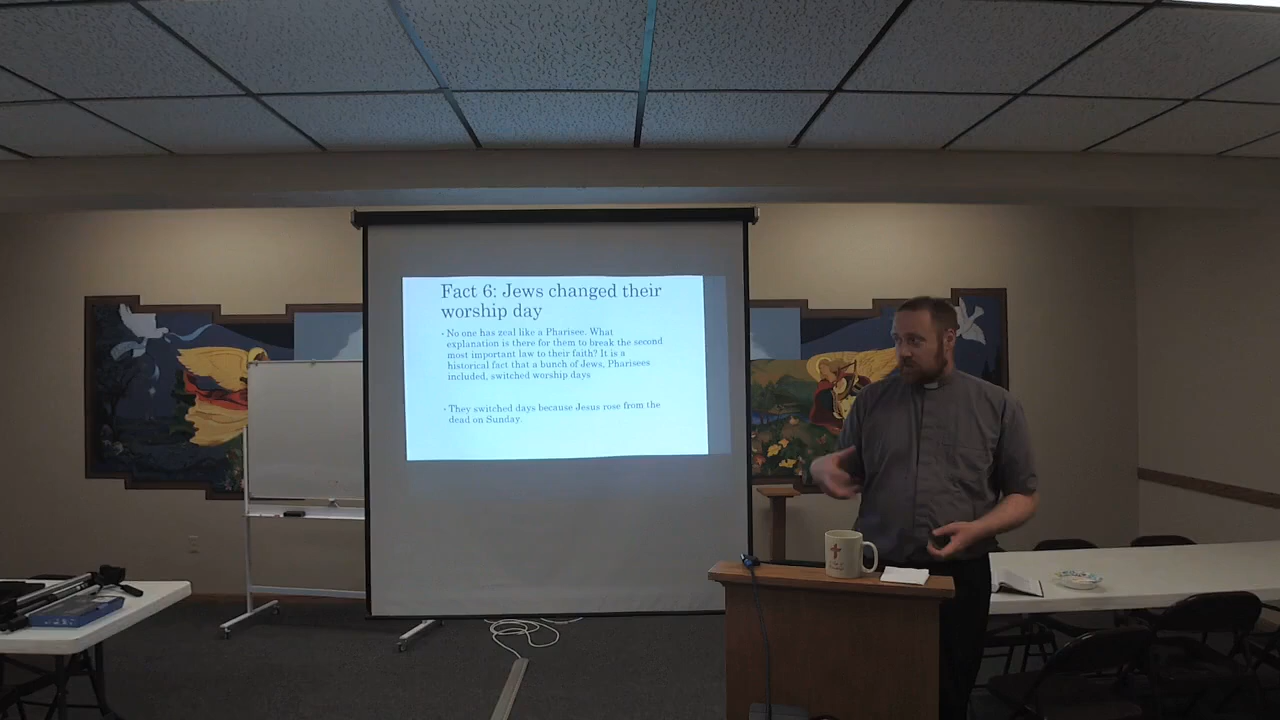 Fact 6: Jews changed their
worship day
- No one has zeal like a Pharisee. What
explanation is there for them to break the second
most important law to their faith? It is a
historical fact that a bunch of Jews, Pharisees
included, switched worship days
- They switched days because Jesus rose from the
dead on Sunday.